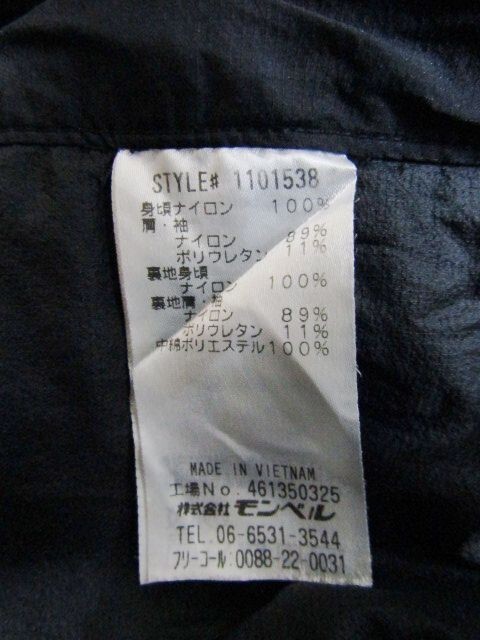 STYLE# 1101538
身頃ナイロン 100%
肩・袖
ナイロン 89%
ポリウレタン 11%
裏地身頃
ナイロン 100%
裏地肩・袖
ナイロン 89%
ポリウレタン 11%
中綿ポリエステル100%
MADE IN VIETNAM
工場No. 461350325
株式会社モンベル
TEL. 06-6531-3544
フリーコール:0088-22-0031